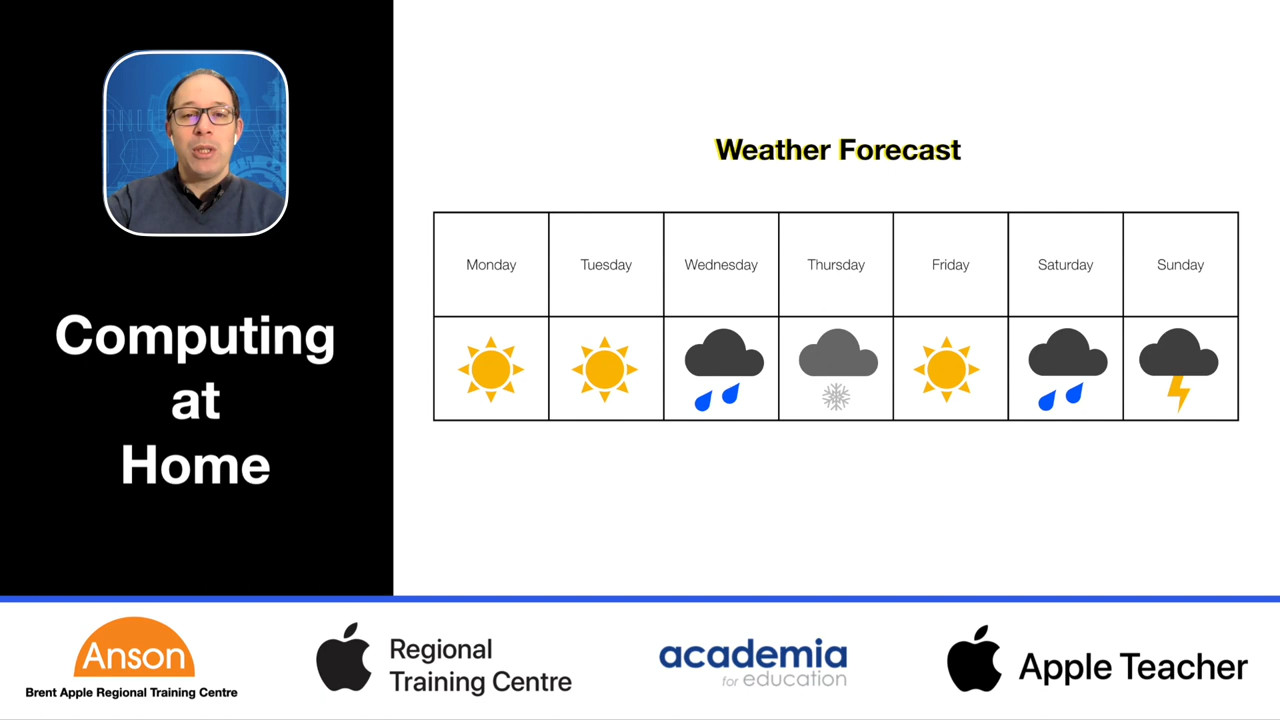 Computing
at
Home
Weather Forecast
Monday Tuesday Wednesday Thursday Friday Saturday Sunday
Anson
Brent Apple Regional Training Centre
Regional
Training Centre
academia
for education
Apple Teacher